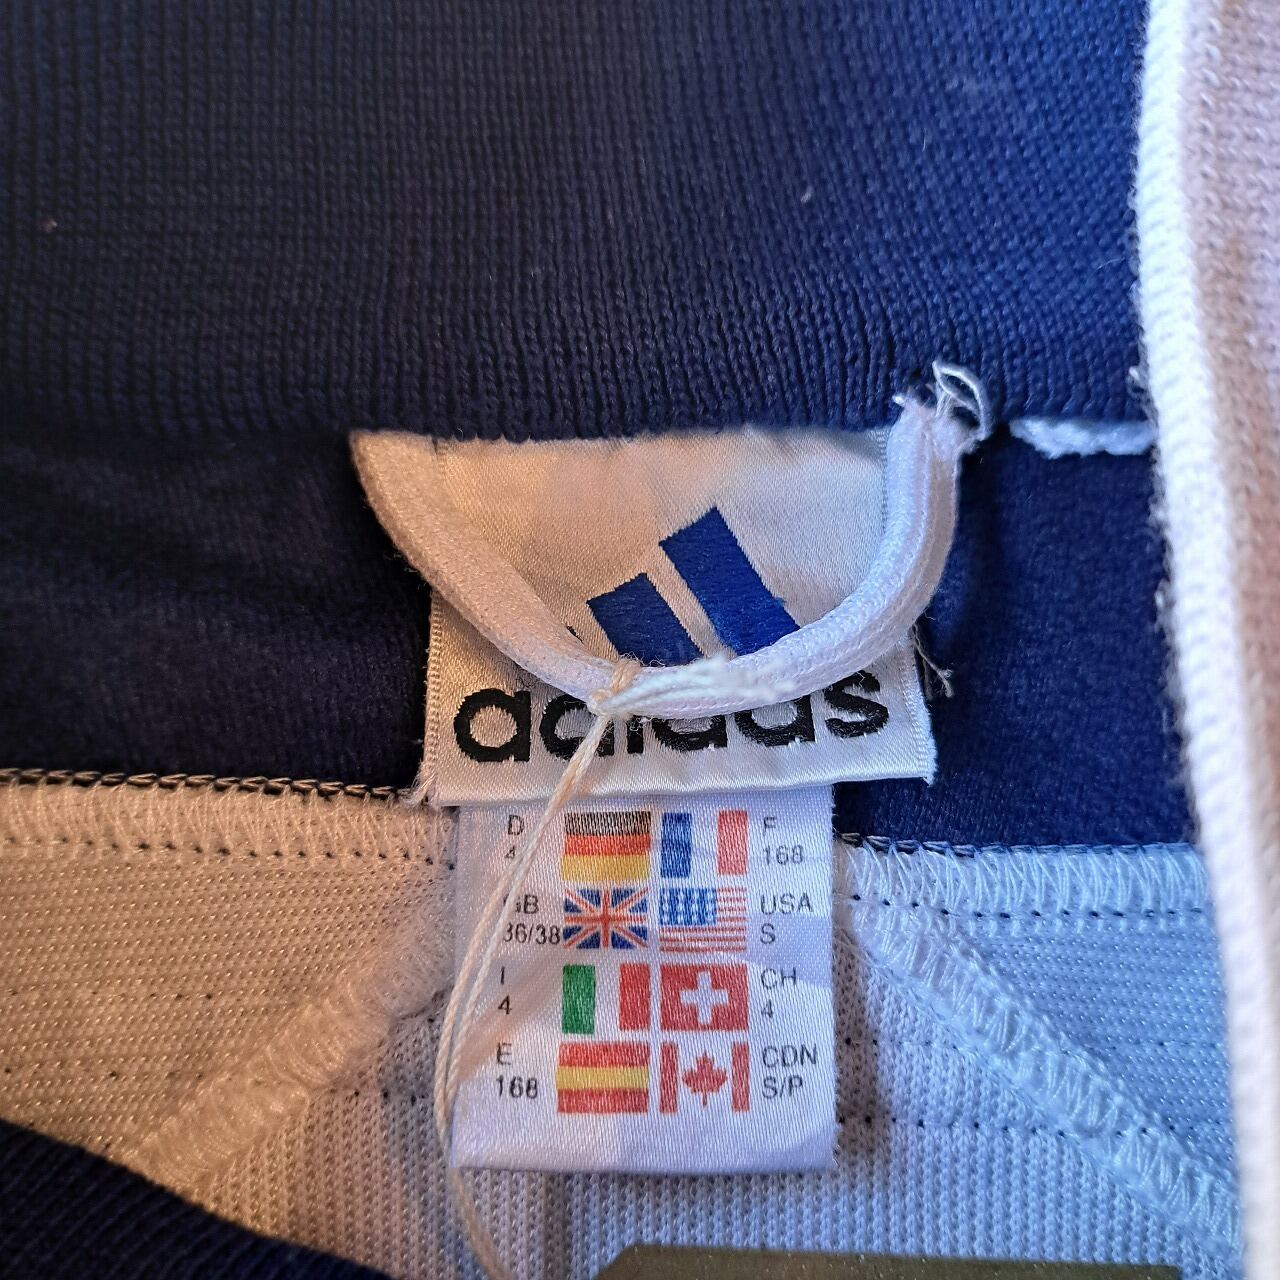 adidas
D F
4 168
GB USA
36/38 S
I CH
4 4
E CDN
168 S/P